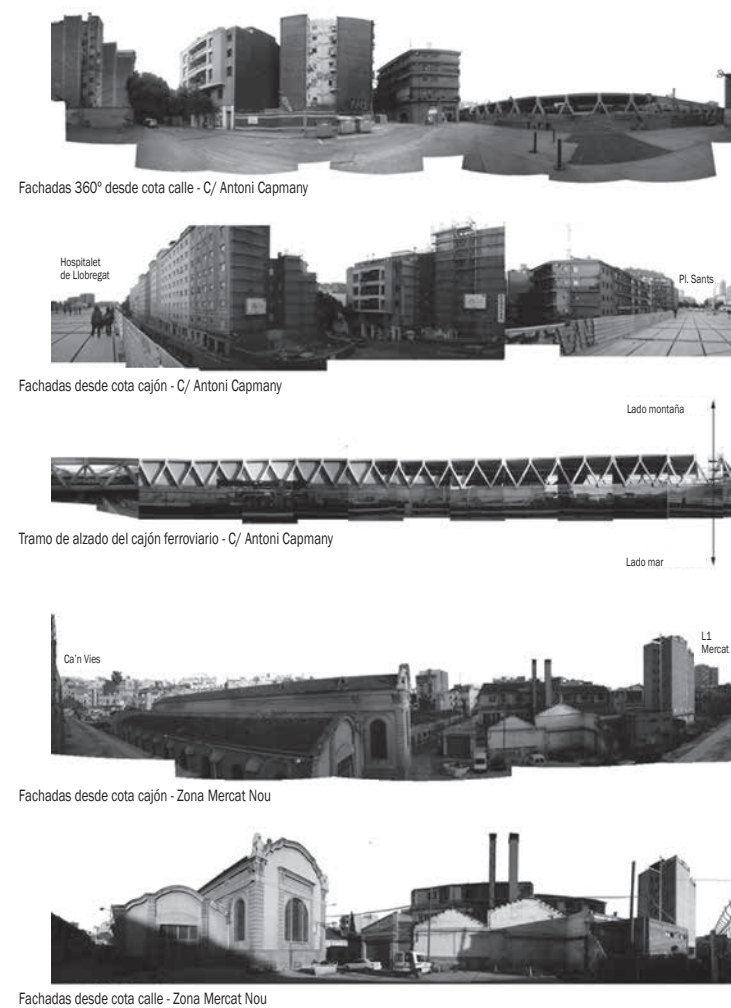 Fachadas 360º desde cota calle - C/ Antoni Capmany
Hospitalet
de Llobregat
Pl. Sants
Fachadas desde cota cajón - C/ Antoni Capmany
Lado montaña
Tramo de alzado del cajón ferroviario - C/ Antoni Capmany
Lado mar
Ca'n Vies
L1
Mercat
Fachadas desde cota cajón - Zona Mercat Nou
Fachadas desde cota calle - Zona Mercat Nou